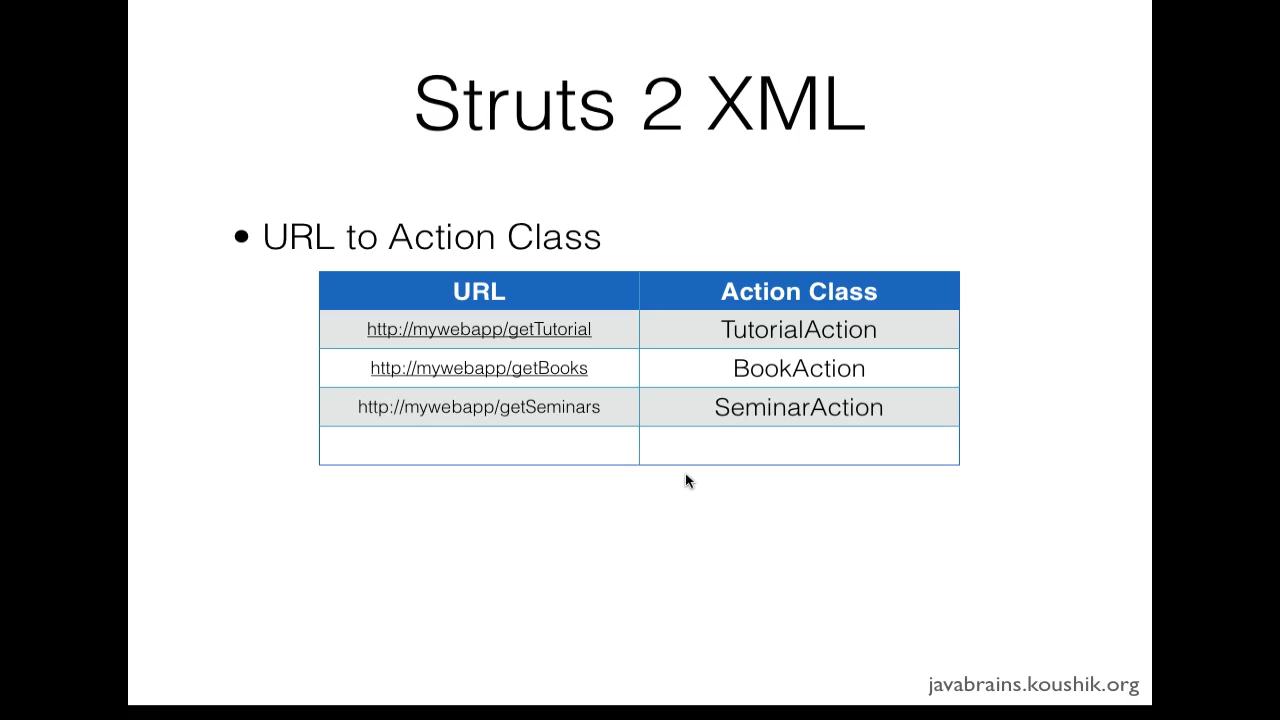 Struts 2 XML
• URL to Action Class
URL Action Class
http://mywebapp/getTutorial TutorialAction
http://mywebapp/getBooks BookAction
http://mywebapp/getSeminars SeminarAction
javabrains.koushik.org